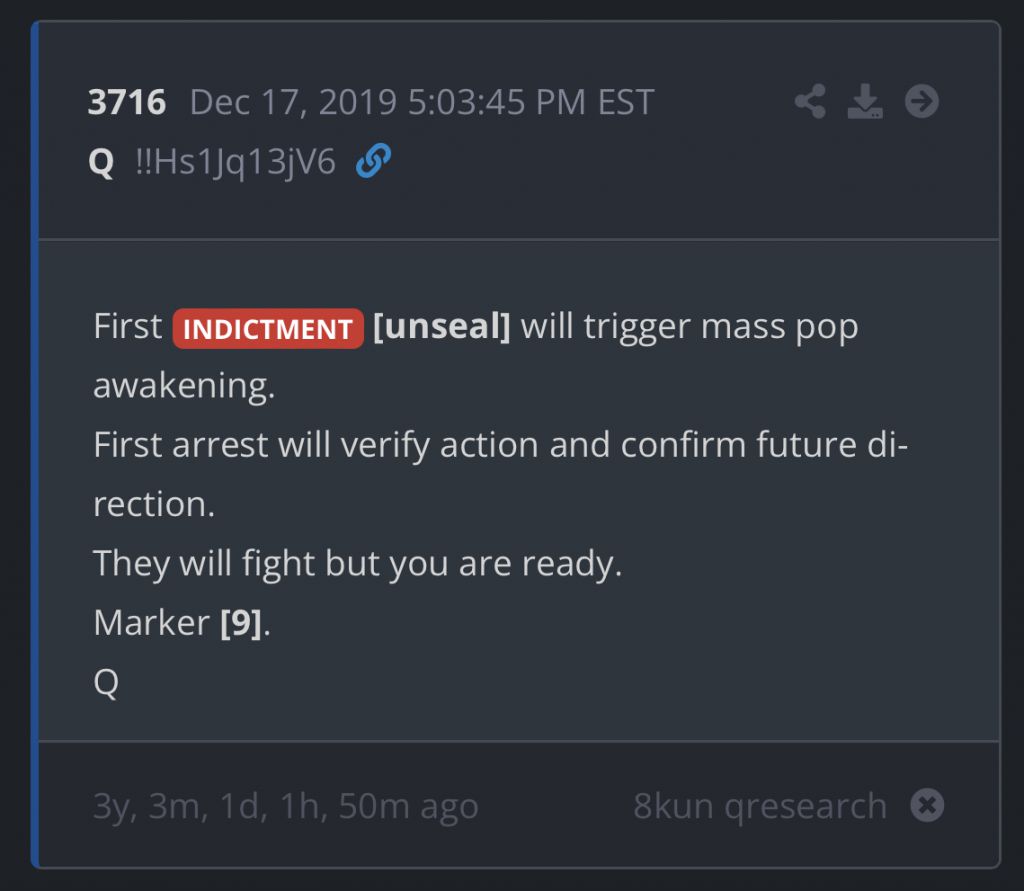 3716 Dec 17, 2019 5:03:45 PM EST
Q !!Hs1Jq13jV6
First INDICTMENT [unseal] will trigger mass pop
awakening.
First arrest will verify action and confirm future di-
rection.
They will fight but you are ready.
Marker [9].
Q
3y, 3m, 1d, 1h, 50m ago 8kun qresearch